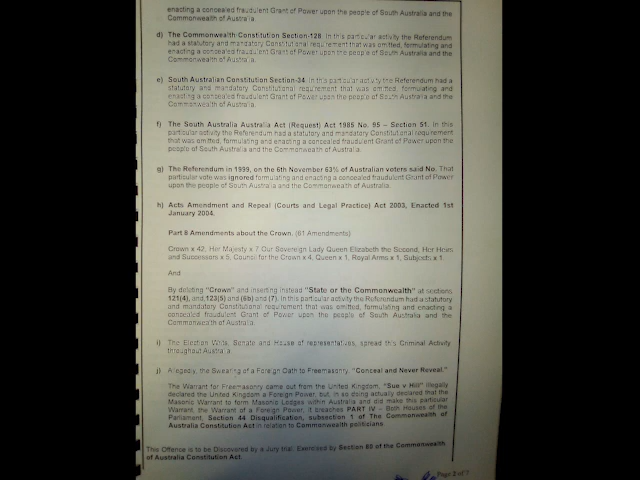 enacting a concealed fraudulent Grant of Power upon the people of South Australia and the
Commonwealth of Australia.
d) The Commonwealth Constitution Section-128. In this particular activity the Referendum
had a statutory and mandatory Constitutional requirement that was omitted, formulating and
enacting a concealed fraudulent Grant of Power upon the people of South Australia and the
Commonwealth of Australia.
e) South Australian Constitution Section-34. In this particular activity the Referendum had a
statutory and mandatory Constitutional requirement that was omitted, formulating and
enacting a concealed fraudulent Grant of Power upon the people of South Australia and the
Commonwealth of Australia.
f) The South Australia Australia Act (Request) Act 1985 No. 95 – Section 51. In this
particular activity the Referendum had a statutory and mandatory Constitutional requirement
that was omitted, formulating and enacting a concealed fraudulent Grant of Power upon the
people of South Australia and the Commonwealth of Australia.
g) The Referendum in 1999, on the 6th November 63% of Australian voters said No. That
particular vote was ignored formulating and enacting a concealed fraudulent Grant of Power
upon the people of South Australia and the Commonwealth of Australia.
h) Acts Amendment and Repeal (Courts and Legal Practice) Act 2003, Enacted 1st
January 2004.
Part 8 Amendments about the Crown. (61 Amendments)
Crown x 42, Her Majesty x 7 Our Sovereign Lady Queen Elizabeth the Second, Her Heirs
and Successors x 5, Council for the Crown x 4, Queen x 1, Royal Arms x 1, Subjects x 1.
And
By deleting "Crown" and inserting instead "State or the Commonwealth" at sections
121(4), and 123(5) and (6b) and (7). In this particular activity the Referendum had a statutory
and mandatory Constitutional requirement that was omitted, formulating and enacting a
concealed fraudulent Grant of Power upon the people of South Australia and the
Commonwealth of Australia.
i) The Election Writs, Senate and House of representatives, spread this Criminal Activity
throughout Australia.
j) Allegedly, the Swearing of a Foreign Oath to Freemasonry, "Conceal and Never Reveal."
The Warrant for Freemasonry came out from the United Kingdom, "Sue v Hill" illegally
declared the United Kingdom a Foreign Power, but, in so doing actually declared that the
Masonic Warrant to form Masonic Lodges within Australia and did make this particular
Warrant, the Warrant of a Foreign Power, it breaches PART IV – Both Houses of the
Parliament, Section 44 Disqualification, subsection 1 of The Commonwealth of
Australia Constitution Act in relation to Commonwealth politicians.
This Offence is to be Discovered by a Jury trial. Exercised by Section 80 of the Commonwealth
of Australia Constitution Act.
Page 2 of